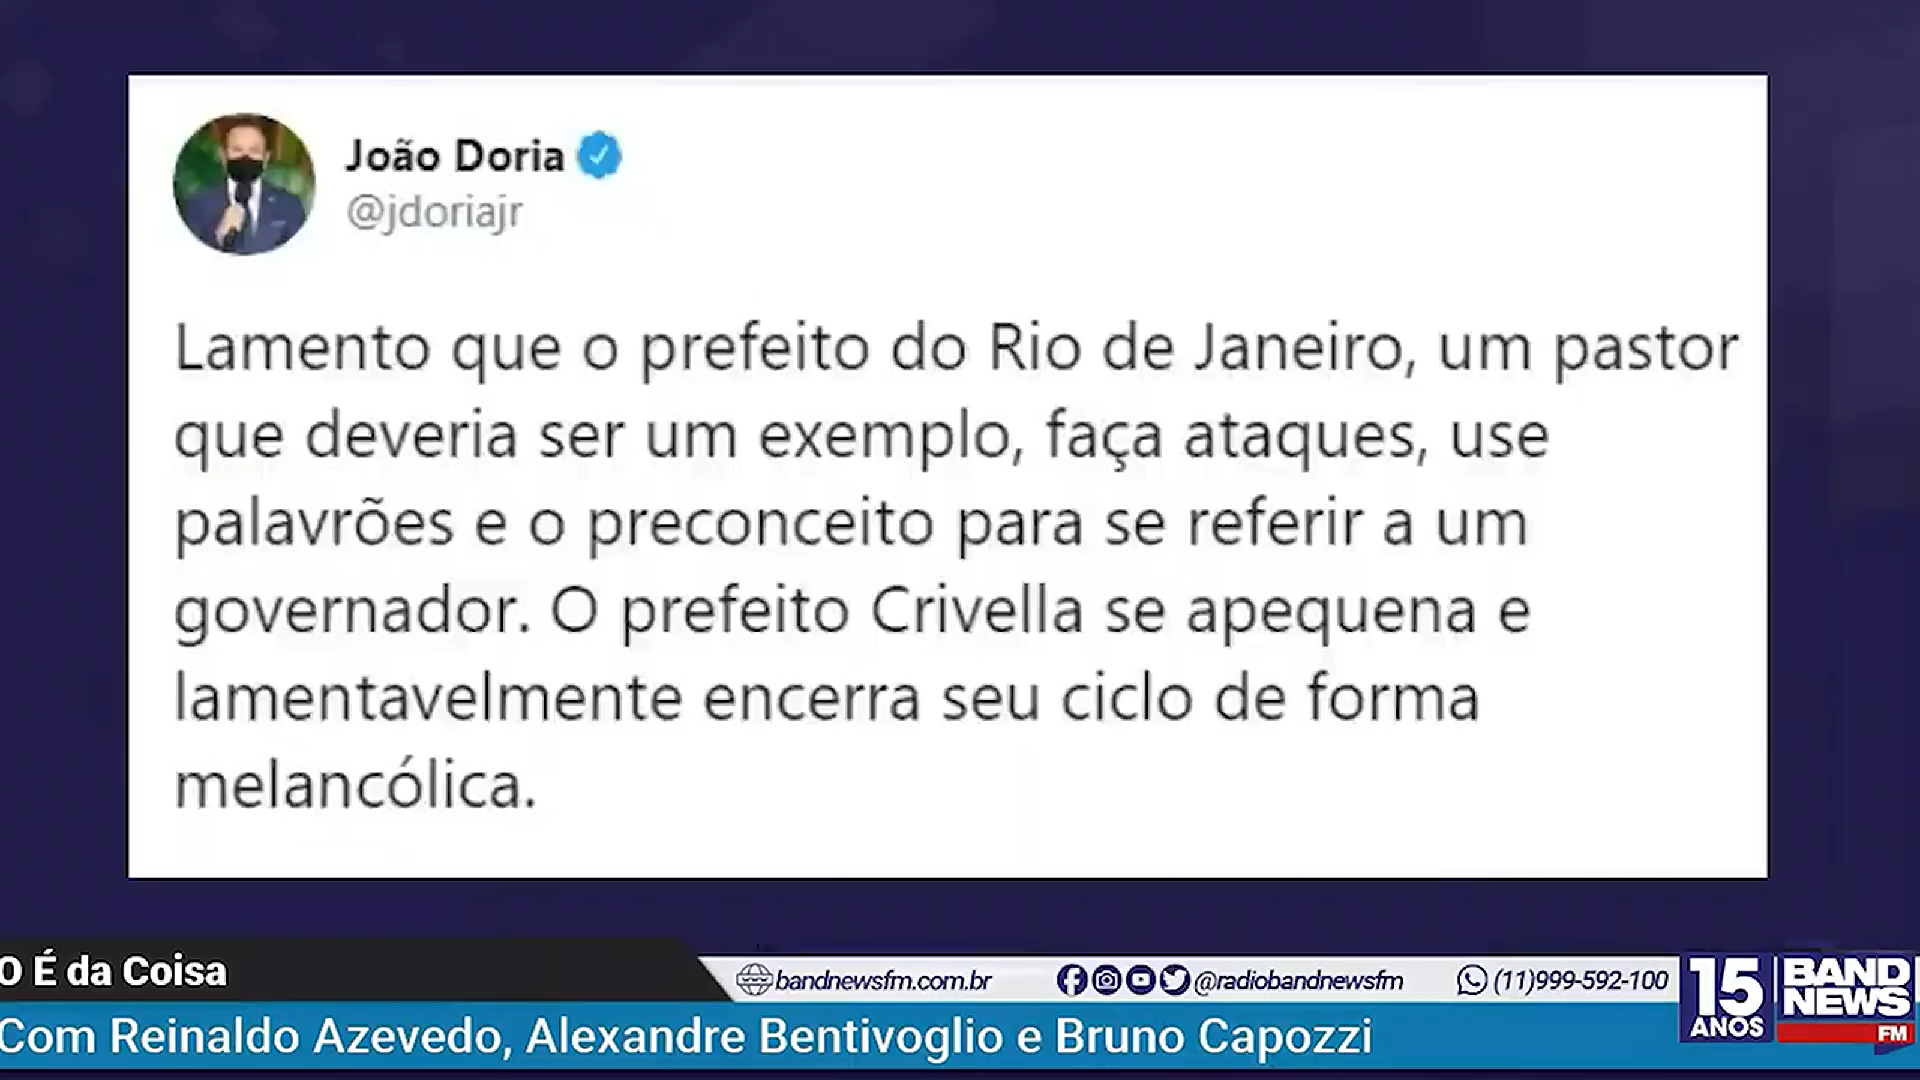 João Doria
@jdoriajr
Lamento que o prefeito do Rio de Janeiro, um pastor
que deveria ser um exemplo, faça ataques, use
palavrões e o preconceito para se referir a um
governador. O prefeito Crivella se apequena e
lamentavelmente encerra seu ciclo de forma
melancólica.
O É da Coisa
bandnewsfm.com.br @radiobandnewsfm (11)999-592-100
Com Reinaldo Azevedo, Alexandre Bentivoglio e Bruno Capozzi
15
ANOS
BAND
NEWS
FM